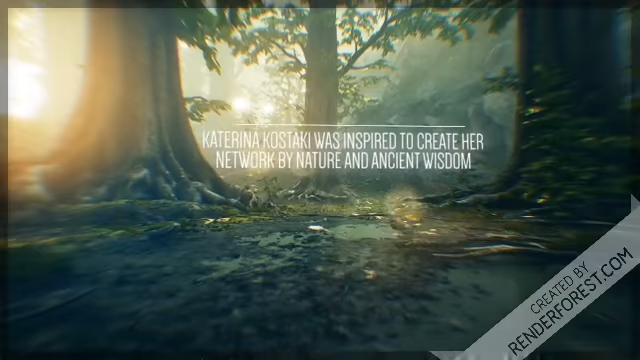 KATERINA KOSTAKI WAS INSPIRED TO CREATE HER
NETWORK BY NATURE AND ANCIENT WISDOM
CREATED BY
RENDERFOREST.COM